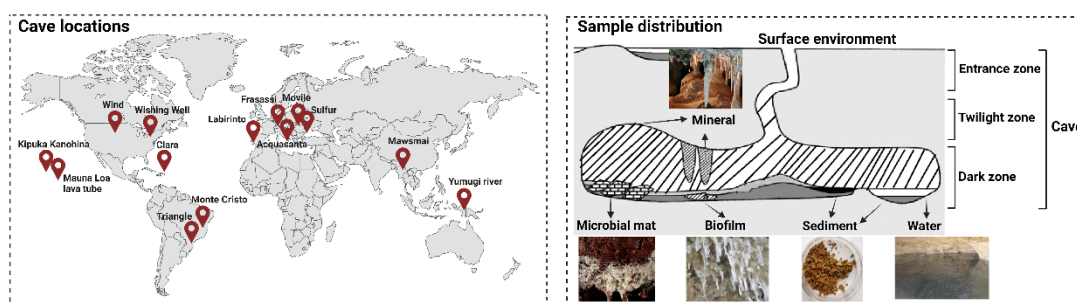 Cave locations
Wind
Wishing Well
Kipuka Kanohina
Mauna Loa
lava tube
Clara
Triangle
Monte Cristo
Labirinto
Frasassi
Movije
Sulfur
Acquasanta
Mawsmai
Yumugi river
Sample distribution
Surface environment
Mineral
Entrance zone
Twilight zone
Dark zone
Cave
Microbial mat
Biofilm
Sediment
Water